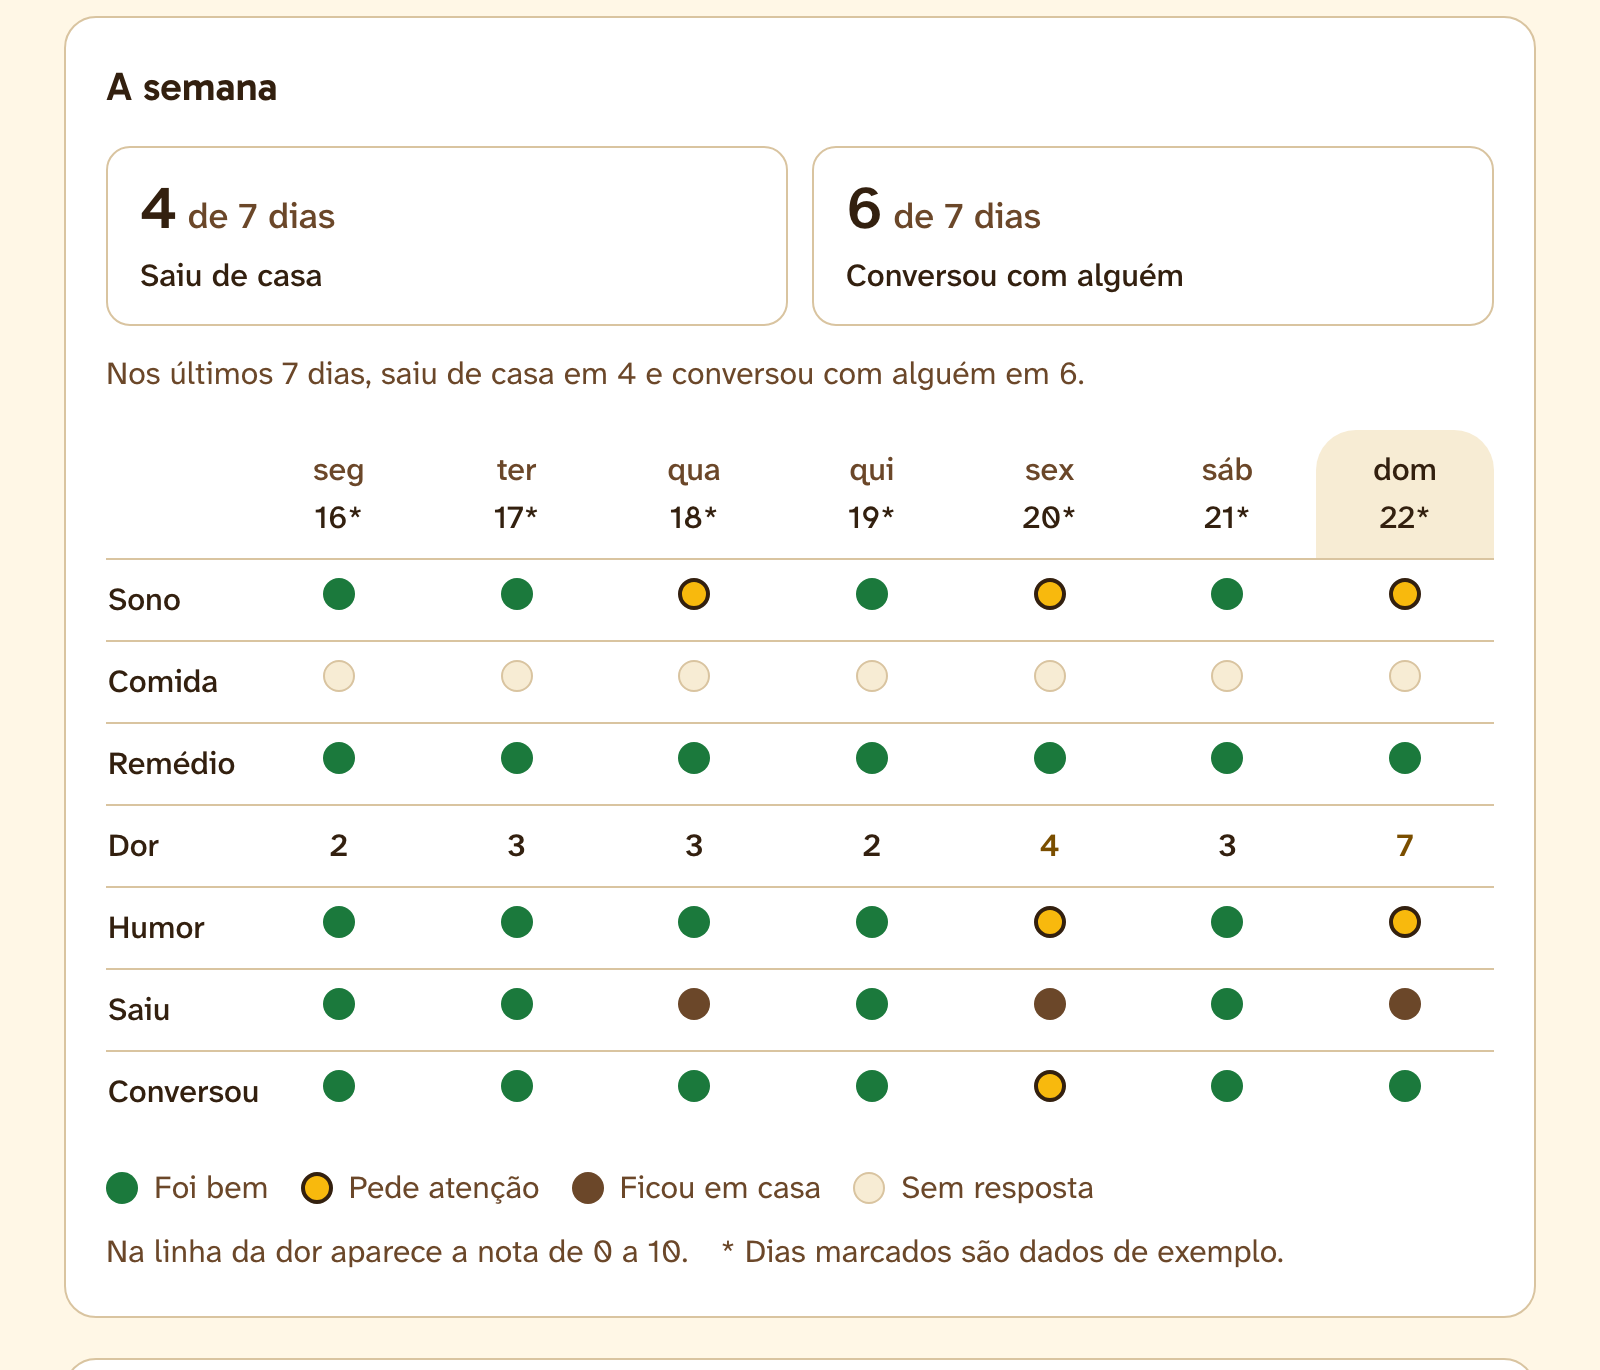 A semana
4 de 7 dias
Saiu de casa
6 de 7 dias
Conversou com alguém
Nos últimos 7 dias, saiu de casa em 4 e conversou com alguém em 6.
seg ter qua qui sex sáb dom
16* 17* 18* 19* 20* 21* 22*
Sono
Comida
Remédio
Dor 2 3 3 2 4 3 7
Humor
Saiu
Conversou
Foi bem Pede atenção Ficou em casa Sem resposta
Na linha da dor aparece a nota de 0 a 10. * Dias marcados são dados de exemplo.